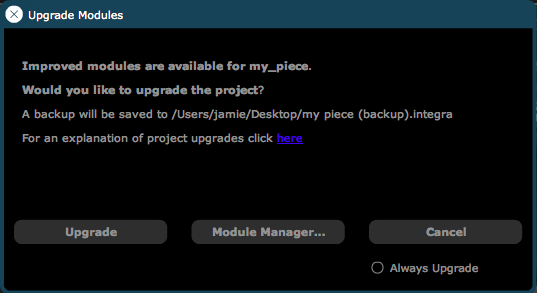 Upgrade Modules
Improved modules are available for my_piece.
Would you like to upgrade the project?
A backup will be saved to /Users/jamie/Desktop/my piece (backup).integra
For an explanation of project upgrades click here
Upgrade Module Manager... Cancel
Always Upgrade